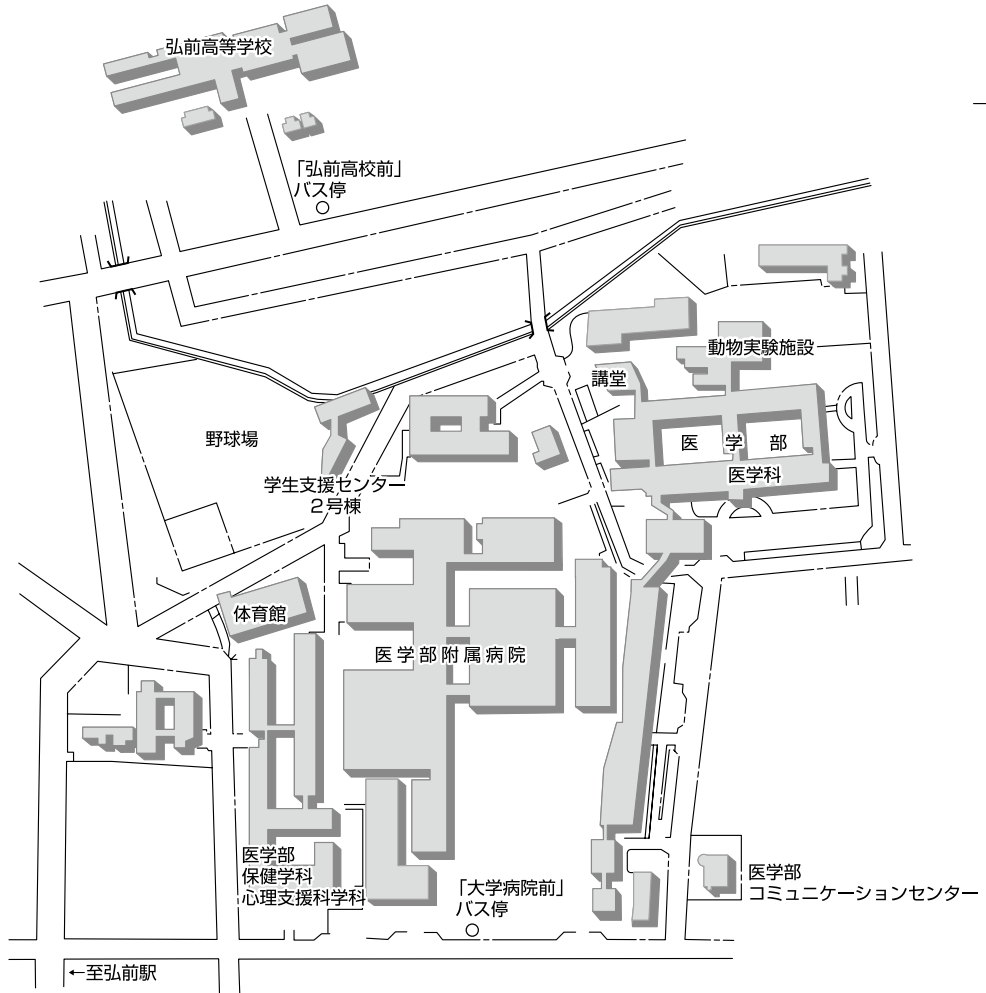 弘前高等学校
「弘前高校前」
バス停
動物実験施設
講堂
医学部
医学科
野球場
学生支援センター
２号棟
体育館
医学部附属病院
医学部
保健学科
心理支援科学科
「大学病院前」
バス停
医学部
コミュニケーションセンター
←至弘前駅